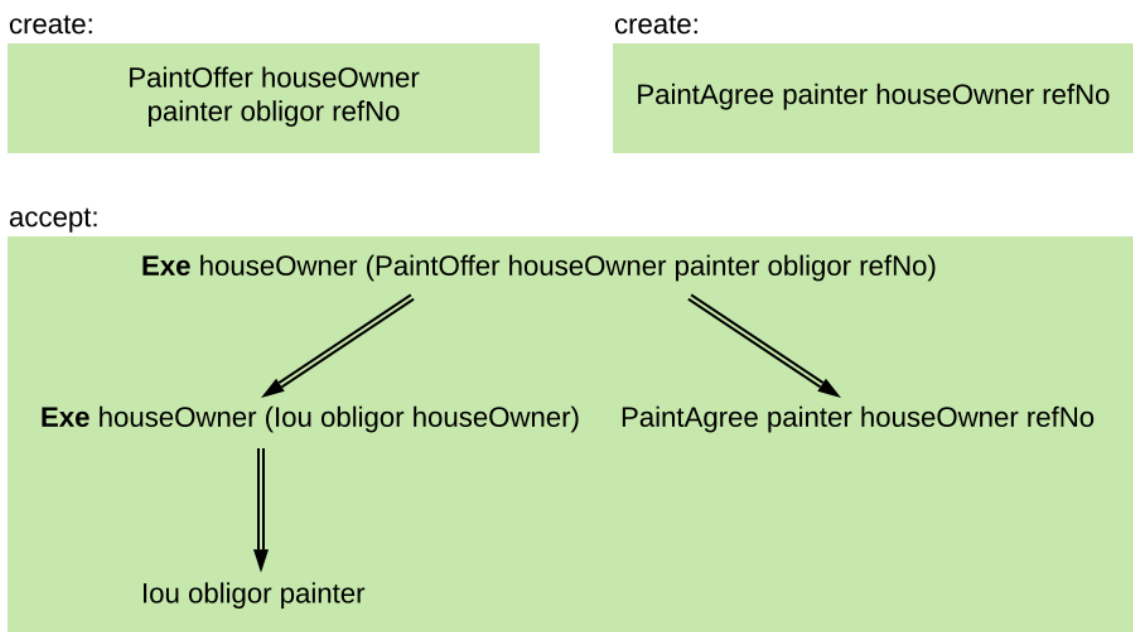 create:
PaintOffer houseOwner
painter obligor refNo
create:
PaintAgree painter houseOwner refNo
accept:
Exe houseOwner (PaintOffer houseOwner painter obligor refNo)
Exe houseOwner (Iou obligor houseOwner)
PaintAgree painter houseOwner refNo
Iou obligor painter